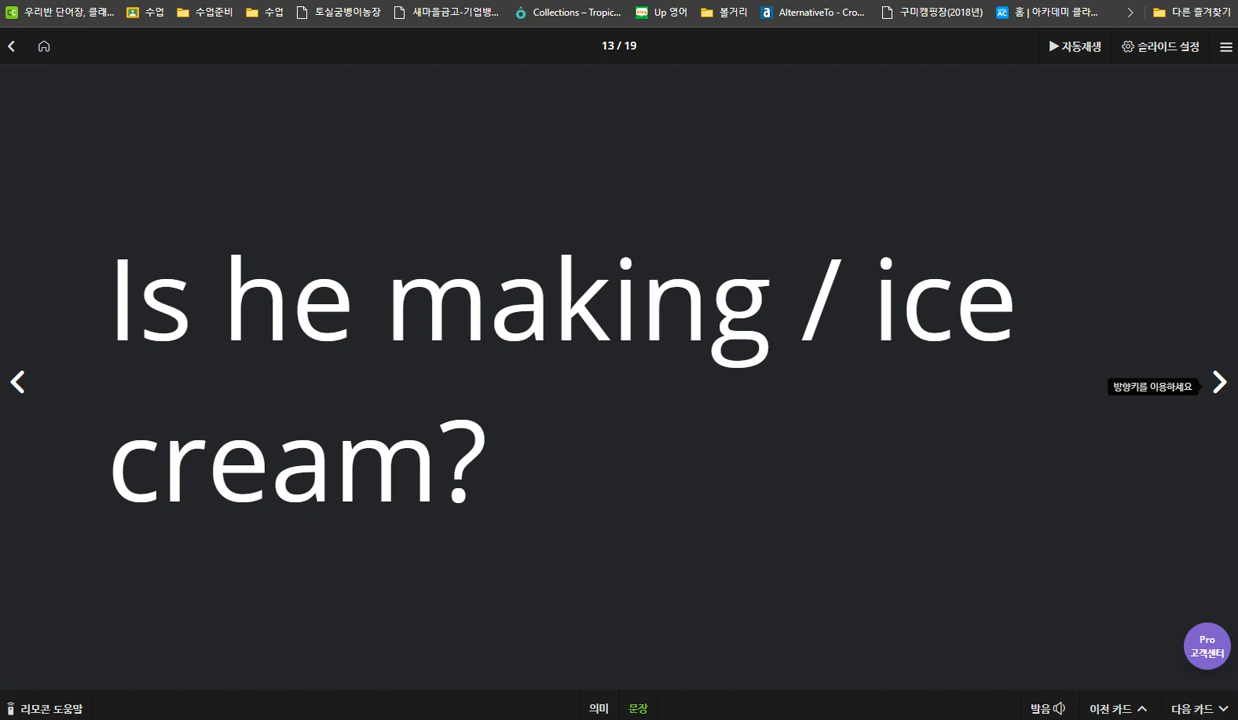 우리반 단어장, 클래... 수업 수업준비 수업 토실궁뱅이농장 새마을금고-기업뱅... Collections – Tropic... Up 영어 볼거리 AlternativeTo - Cro... 구미캠핑장(2018년) 홈 | 아카데미 클라... 다른 즐겨찾기
13 / 19 자동재생 슬라이드 설정
Is he making / ice
cream?
방향키를 이용하세요
Pro
고객센터
리모콘 도움말 의미 문장 발음 이전 카드 다음 카드